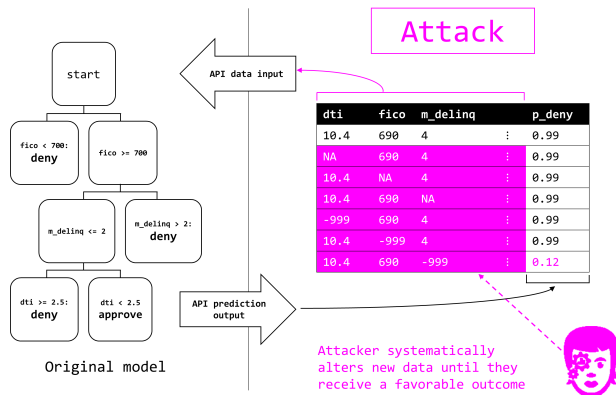 Attack
start
API data input
fico < 700:
deny
fico >= 700
m_delinq <= 2
m_delinq > 2:
deny
dti >= 2.5:
deny
dti < 2.5
approve
Original model
API prediction
output
dti fico m_delinq p_deny
10.4 690 4 ⋮ 0.99
NA 690 4 ⋮ 0.99
10.4 NA 4 ⋮ 0.99
10.4 690 NA ⋮ 0.99
-999 690 4 ⋮ 0.99
10.4 -999 4 ⋮ 0.99
10.4 690 -999 ⋮ 0.12
Attacker systematically
alters new data until they
receive a favorable outcome